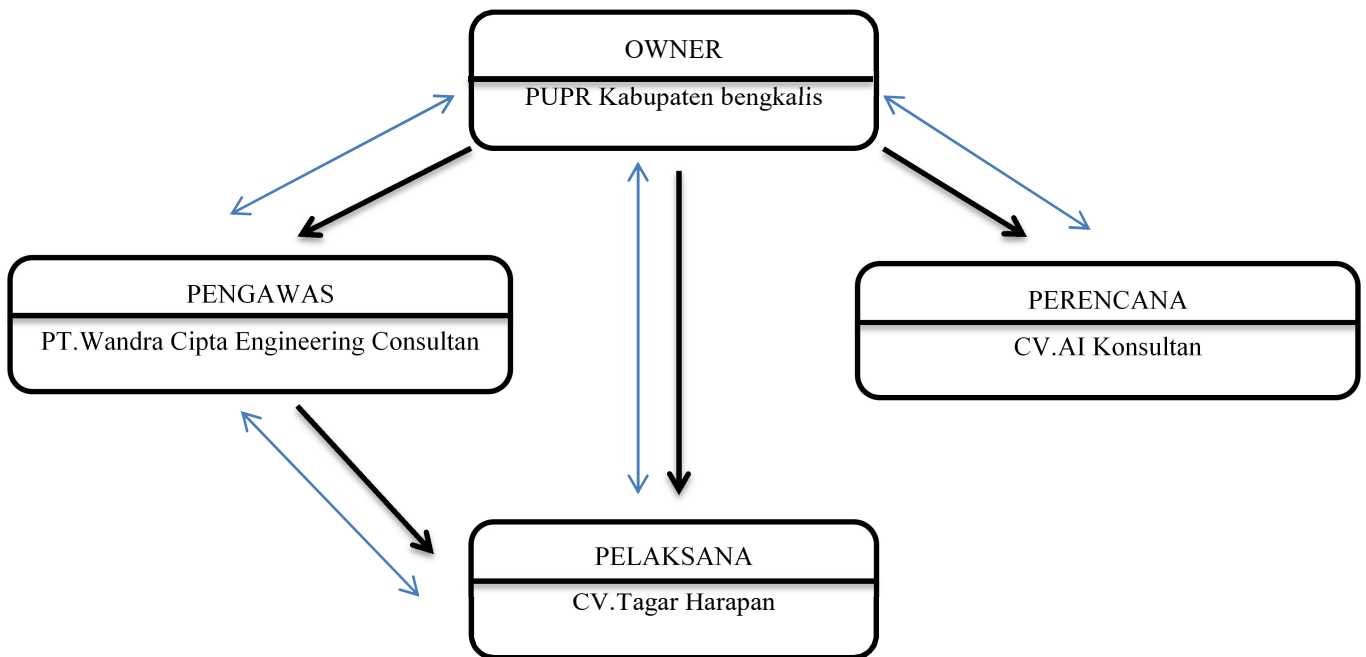 OWNER
PUPR Kabupaten bengkalis
PENGAWAS
PT.Wandra Cipta Engineering Consultan
PERENCANA
CV.AI Konsultan
PELAKSANA
CV.Tagar Harapan